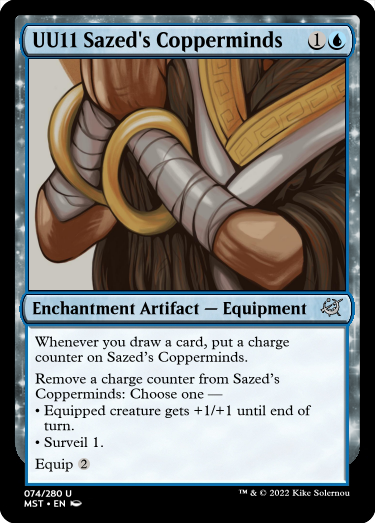 UU11 Sazed's Copperminds 1
Enchantment Artifact — Equipment
Whenever you draw a card, put a charge
counter on Sazed's Copperminds.
Remove a charge counter from Sazed's
Copperminds: Choose one —
• Equipped creature gets +1/+1 until end of
turn.
• Surveil 1.
Equip 2
074/280 U
MST • EN
™ & © 2022 Kike Solernou